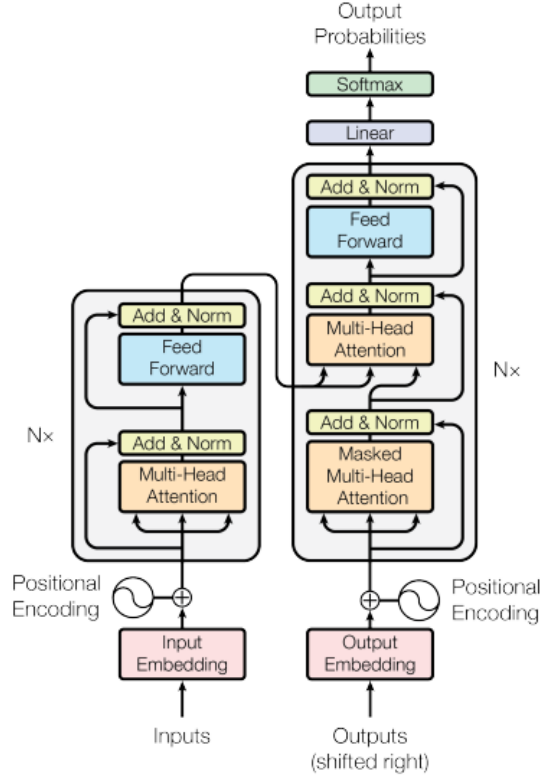 Output
Probabilities
Softmax
Linear
Add & Norm
Feed
Forward
Add & Norm
Multi-Head
Attention
Add & Norm
Masked
Multi-Head
Attention
N×
Add & Norm
Feed
Forward
Add & Norm
Multi-Head
Attention
N×
Positional
Encoding
Positional
Encoding
Input
Embedding
Output
Embedding
Inputs
Outputs
(shifted right)